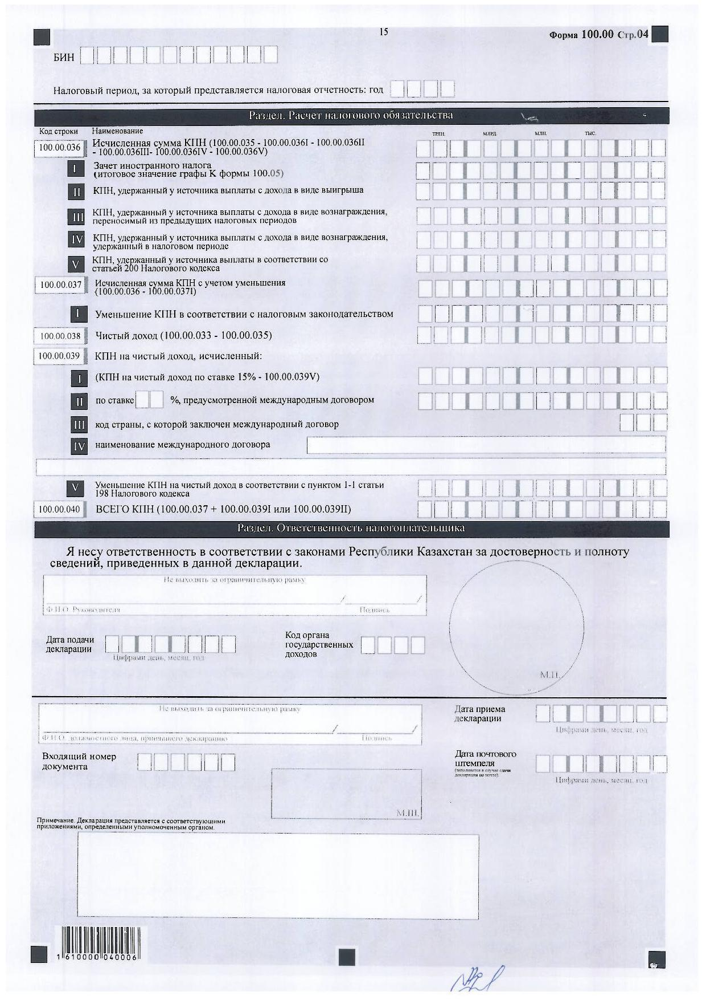 15
Форма 100.00 Стр.04
БИН
Налоговый период, за который представляется налоговая отчетность: год
Раздел. Расчет налогового обязательства
Код строки Наименование
ТРЛН. МЛРД. МЛН. ТЫС.
100.00.036 Исчисленная сумма КПН (100.00.035 - 100.00.036I - 100.00.036II
- 100.00.036III- 100.00.036IV - 100.00.036V)
I Зачет иностранного налога
(итоговое значение графы K формы 100.05)
II КПН, удержанный у источника выплаты с дохода в виде выигрыша
III КПН, удержанный у источника выплаты с дохода в виде вознаграждения,
переносимый из предыдущих налоговых периодов
IV КПН, удержанный у источника выплаты с дохода в виде вознаграждения,
удержанный в налоговом периоде
V КПН, удержанный у источника выплаты в соответствии со
статьей 200 Налогового кодекса
100.00.037 Исчисленная сумма КПН с учетом уменьшения
(100.00.036 - 100.00.037I)
I Уменьшение КПН в соответствии с налоговым законодательством
100.00.038 Чистый доход (100.00.033 - 100.00.035)
100.00.039 КПН на чистый доход, исчисленный:
I (КПН на чистый доход по ставке 15% - 100.00.039V)
II по ставке %, предусмотренной международным договором
III код страны, с которой заключен международный договор
IV наименование международного договора
V Уменьшение КПН на чистый доход в соответствии с пунктом 1-1 статьи
198 Налогового кодекса
100.00.040 ВСЕГО КПН (100.00.037 + 100.00.039I или 100.00.039II)
Раздел. Ответственность налогоплательщика
Я несу ответственность в соответствии с законами Республики Казахстан за достоверность и полноту
сведений, приведенных в данной декларации.
Не выходить за ограничительную рамку
/ /
Ф.И.О. Руководителя Подпись
Дата подачи
декларации
Цифрами день, месяц, год
Код органа
государственных
доходов
М.П.
Не выходить за ограничительную рамку
/ /
Ф.И.О. должностного лица, принявшего декларацию Подпись
Дата приема
декларации
Цифрами день, месяц, год
Входящий номер
документа
Дата почтового
штемпеля
(заполняется в случае сдачи
декларации по почте)
Цифрами день, месяц, год
М.Ш.
Примечание. Декларация представляется с соответствующими
приложениями, определенными уполномоченным органом.
1 610000 040006